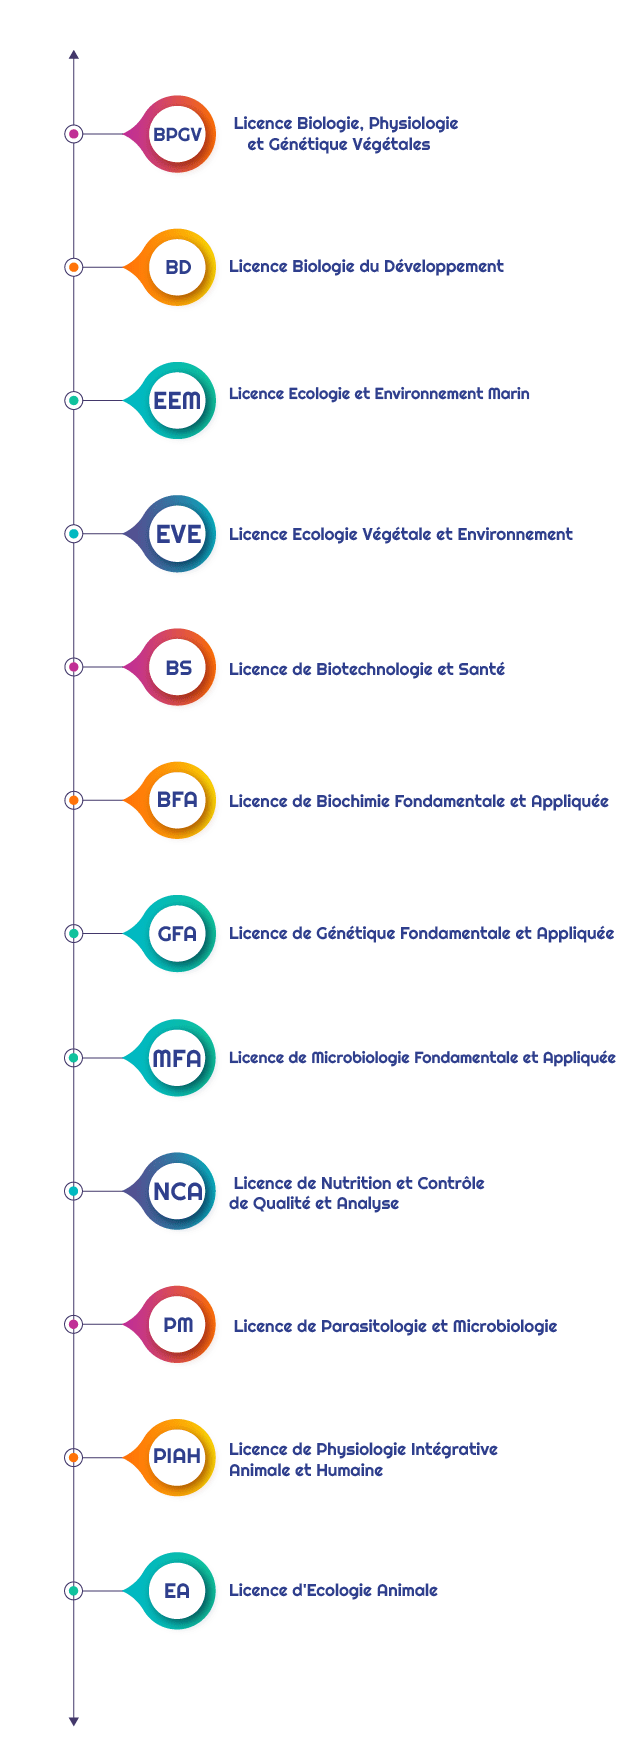 BPGV
Licence Biologie, Physiologie
et Génétique Végétales
BD
Licence Biologie du Développement
EEM
Licence Ecologie et Environnement Marin
EVE
Licence Ecologie Végétale et Environnement
BS
Licence de Biotechnologie et Santé
BFA
Licence de Biochimie Fondamentale et Appliquée
GFA
Licence de Génétique Fondamentale et Appliquée
MFA
Licence de Microbiologie Fondamentale et Appliquée
NCA
Licence de Nutrition et Contrôle
de Qualité et Analyse
PM
Licence de Parasitologie et Microbiologie
PIAH
Licence de Physiologie Intégrative
Animale et Humaine
EA
Licence d'Ecologie Animale